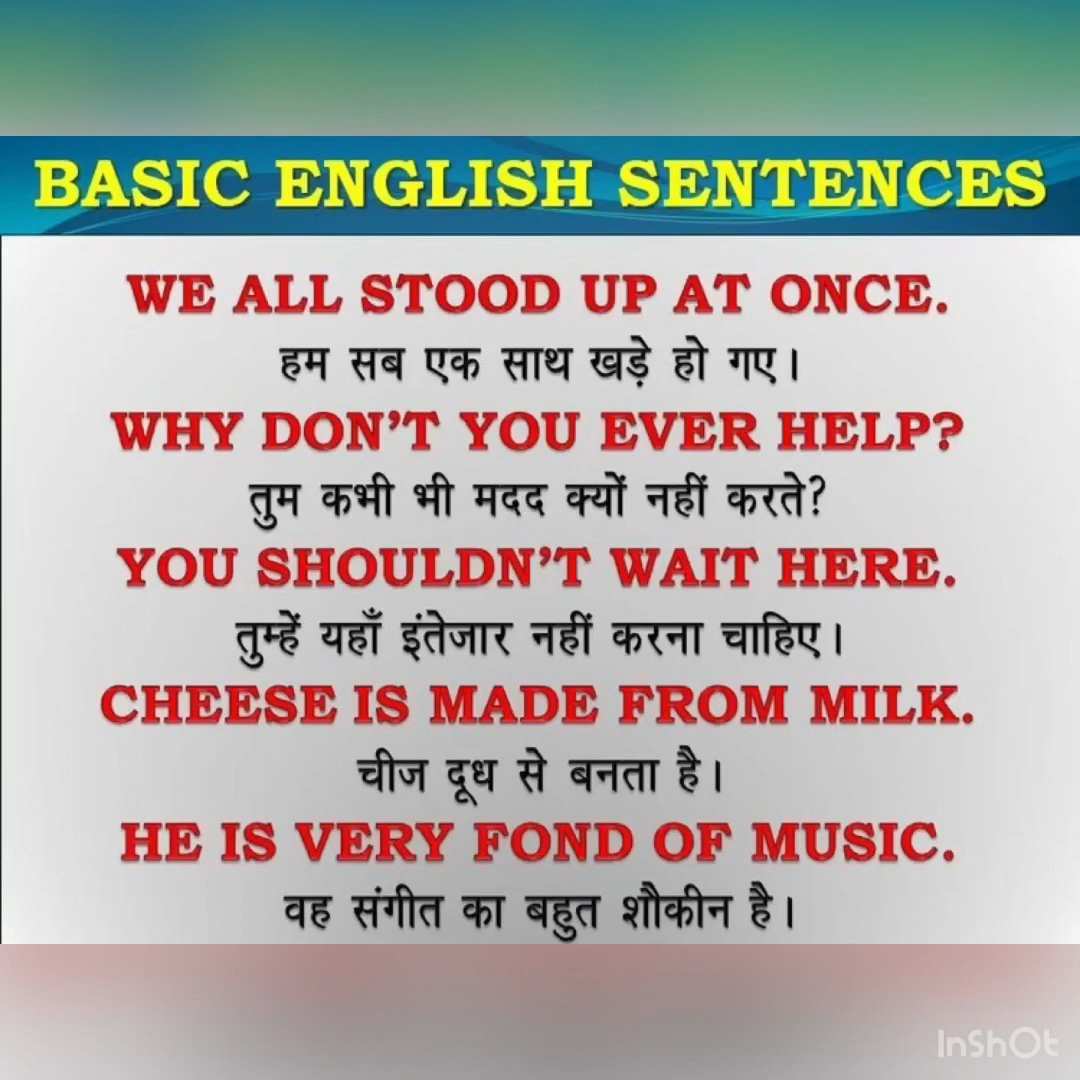 BASIC ENGLISH SENTENCES
WE ALL STOOD UP AT ONCE.
हम सब एक साथ खड़े हो गए।
WHY DON'T YOU EVER HELP?
तुम कभी भी मदद क्यों नहीं करते?
YOU SHOULDN'T WAIT HERE.
तुम्हें यहाँ इंतेजार नहीं करना चाहिए।
CHEESE IS MADE FROM MILK.
चीज दूध से बनता है।
HE IS VERY FOND OF MUSIC.
वह संगीत का बहुत शौकीन है।
InShOt